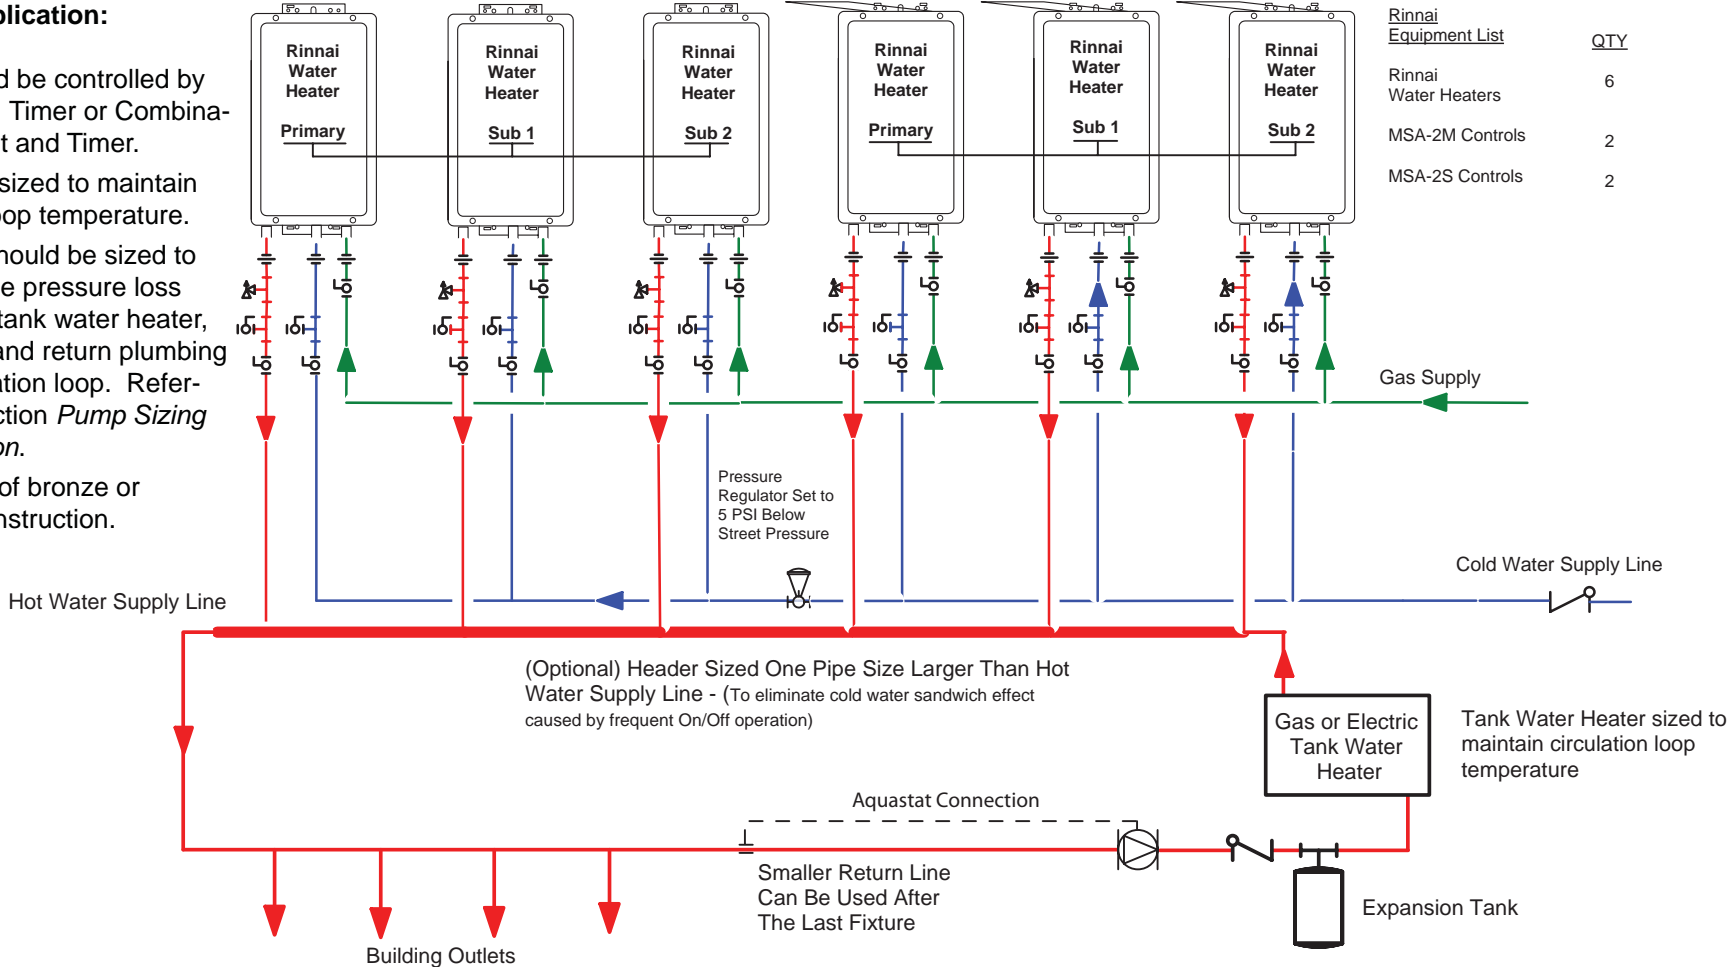 plication:
d be controlled by
Timer or Combina-
t and Timer.
sized to maintain
oop temperature.
hould be sized to
e pressure loss
tank water heater,
and return plumbing
ation loop. Refer-
ction Pump Sizing
on.
of bronze or
nstruction.
Rinnai
Water
Heater
Primary
Rinnai
Water
Heater
Sub 1
Rinnai
Water
Heater
Sub 2
Rinnai
Water
Heater
Primary
Rinnai
Water
Heater
Sub 1
Rinnai
Water
Heater
Sub 2
Rinnai
Equipment List QTY
Rinnai
Water Heaters 6
MSA-2M Controls 2
MSA-2S Controls 2
Gas Supply
Pressure
Regulator Set to
5 PSI Below
Street Pressure
Cold Water Supply Line
Hot Water Supply Line
(Optional) Header Sized One Pipe Size Larger Than Hot
Water Supply Line - (To eliminate cold water sandwich effect
caused by frequent On/Off operation)
Gas or Electric
Tank Water
Heater
Tank Water Heater sized to
maintain circulation loop
temperature
Aquastat Connection
Smaller Return Line
Can Be Used After
The Last Fixture
Expansion Tank
Building Outlets